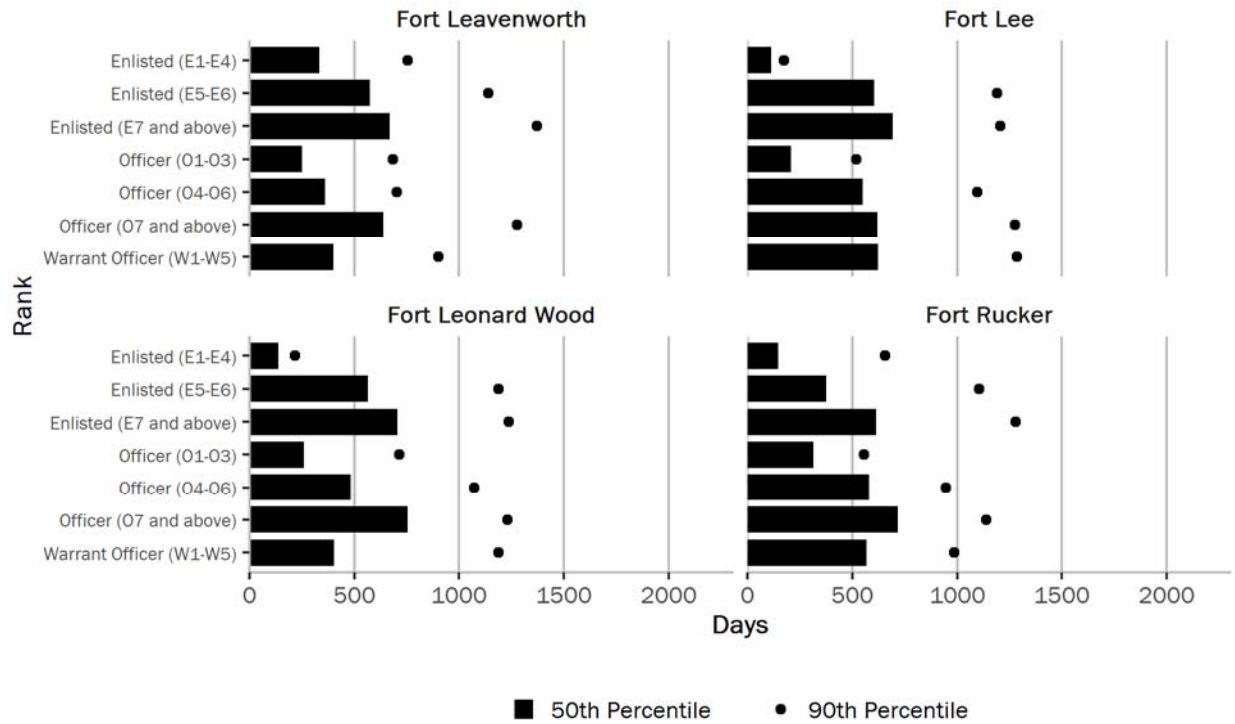 Fort Leavenworth
Fort Lee
Enlisted (E1-E4)
Enlisted (E5-E6)
Enlisted (E7 and above)
Officer (O1-O3)
Officer (O4-O6)
Officer (O7 and above)
Warrant Officer (W1-W5)
Rank
Fort Leonard Wood
Fort Rucker
Enlisted (E1-E4)
Enlisted (E5-E6)
Enlisted (E7 and above)
Officer (O1-O3)
Officer (O4-O6)
Officer (O7 and above)
Warrant Officer (W1-W5)
0 500 1000 1500 2000 0 500 1000 1500 2000
Days
50th Percentile 90th Percentile